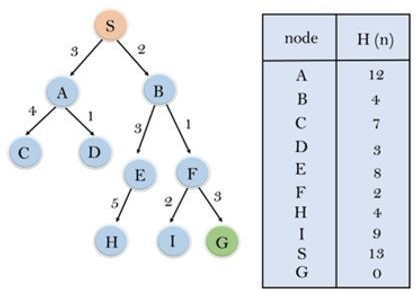 S
3 2
A B
4 1 3 1
C D E F
5 2 3
H I G
node H (n)
A 12
B 4
C 7
D 3
E 8
F 2
H 4
I 9
S 13
G 0